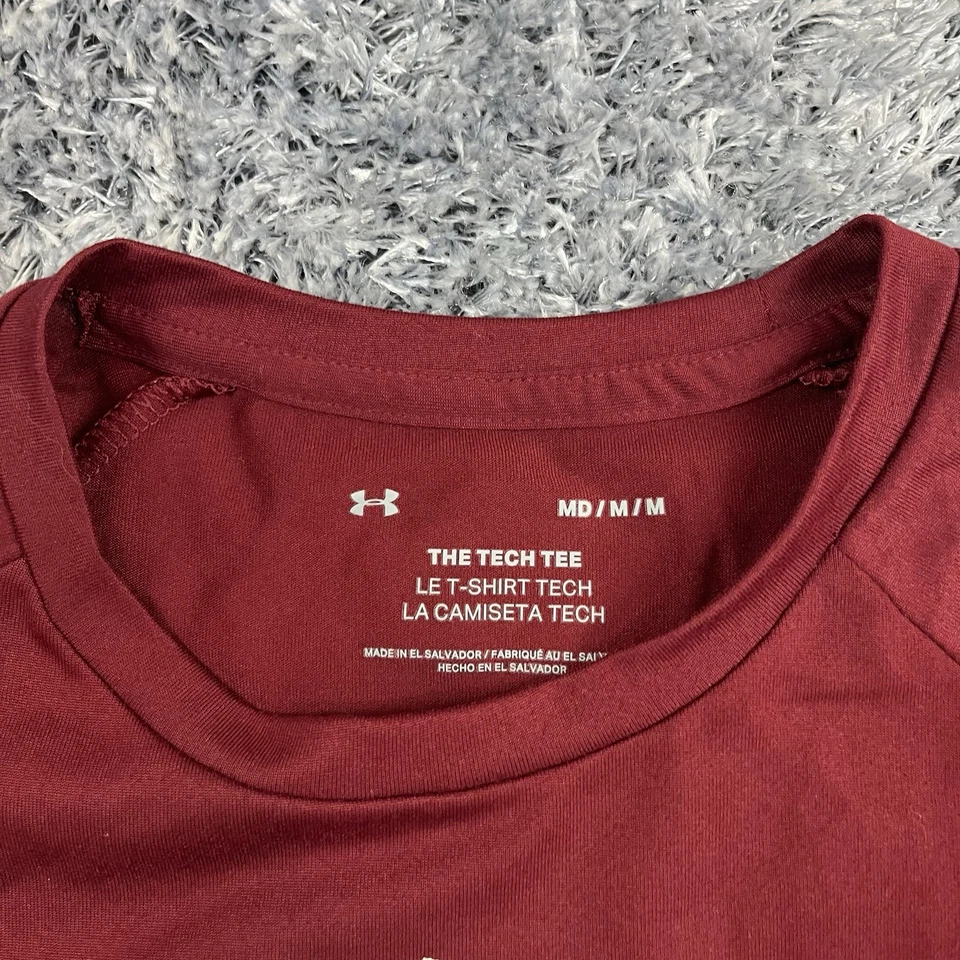 MD / M / M
THE TECH TEE
LE T-SHIRT TECH
LA CAMISETA TECH
MADE IN EL SALVADOR / FABRIQUÉ AU EL
HECHO EN EL SALVADOR